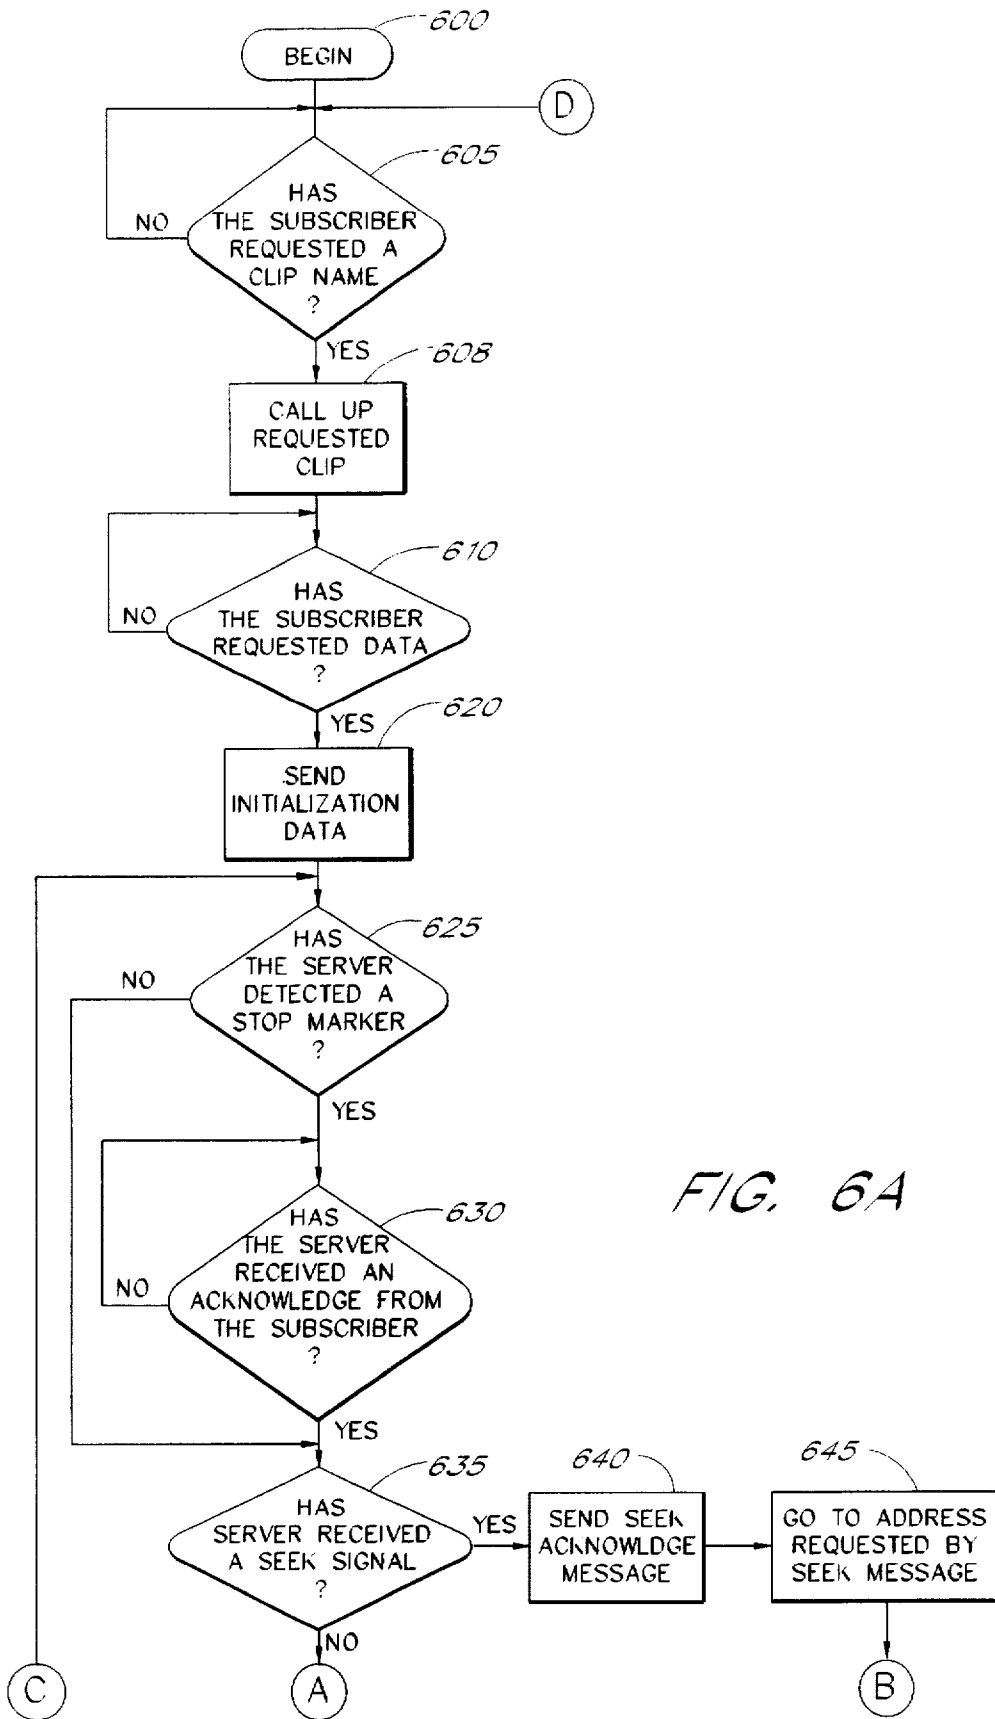 600
BEGIN
D
605
HAS
THE SUBSCRIBER
REQUESTED A
CLIP NAME
?
NO
YES
608
CALL UP
REQUESTED
CLIP
610
HAS
THE SUBSCRIBER
REQUESTED DATA
?
NO
YES
620
SEND
INITIALIZATION
DATA
625
HAS
THE SERVER
DETECTED A
STOP MARKER
?
NO
YES
FIG. 6A
630
HAS
THE SERVER
RECEIVED AN
ACKNOWLEDGE FROM
THE SUBSCRIBER
?
NO
YES
635
HAS
SERVER RECEIVED
A SEEK SIGNAL
?
YES
640
SEND SEEK
ACKNOWLDGE
MESSAGE
645
GO TO ADDRESS
REQUESTED BY
SEEK MESSAGE
NO
C
A
B